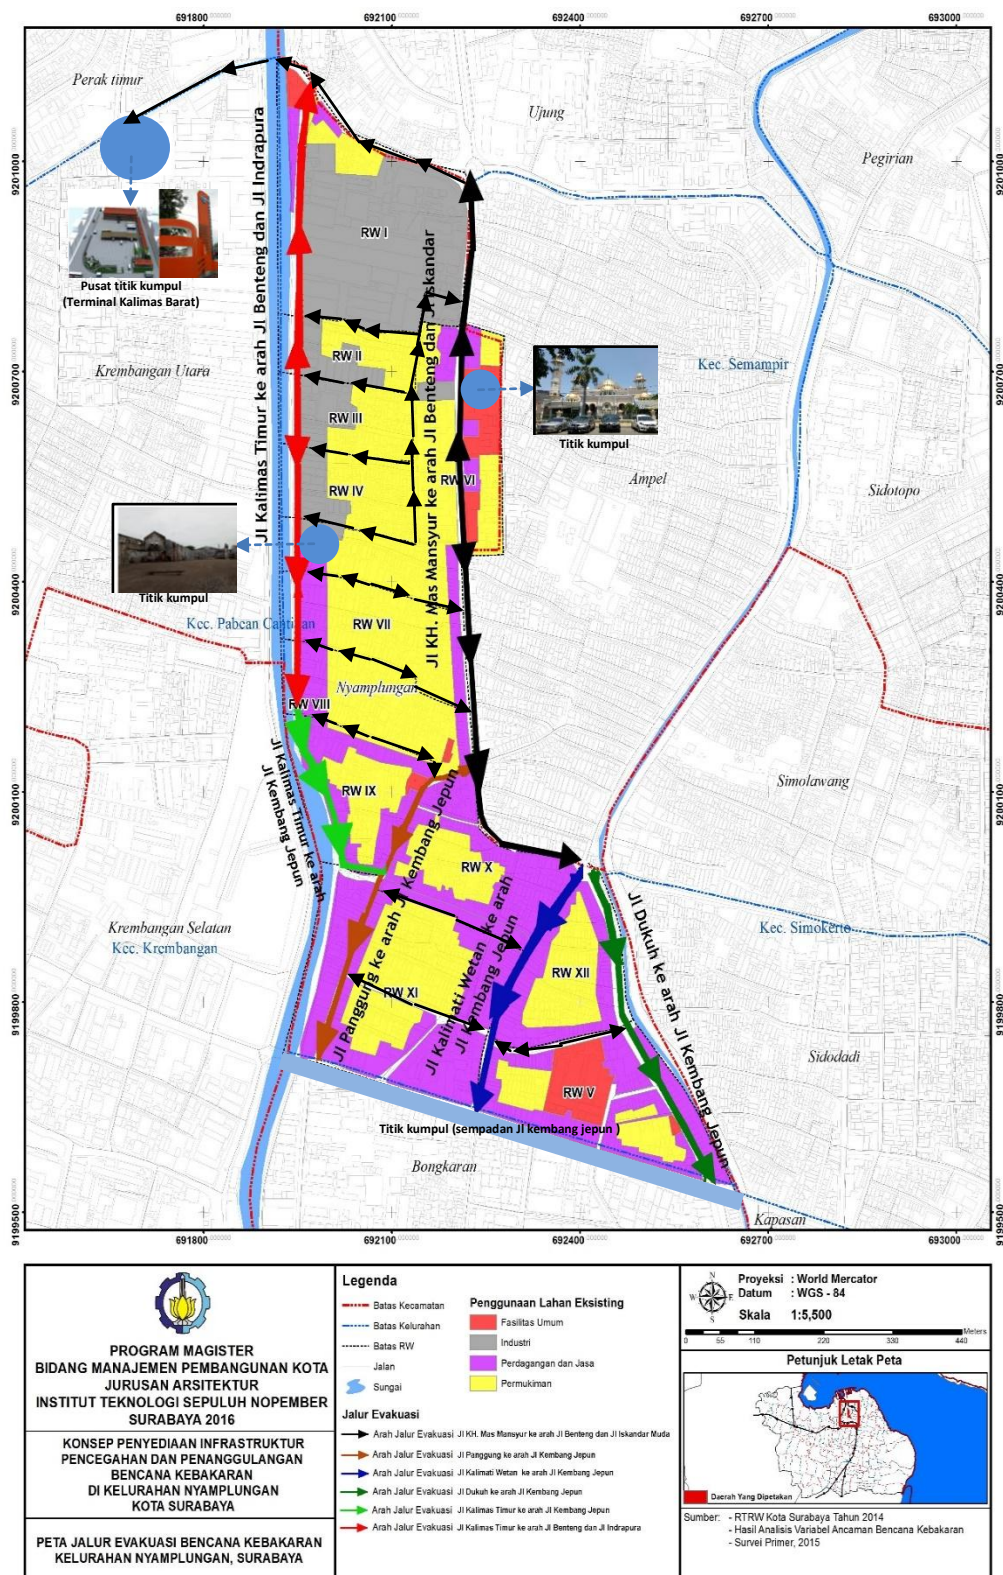 691800
692100
692400
692700
693000
Perak timur
Ujung
Pegirian
9201000
9201000
RW I
Jl Kalimas Timur ke arah Jl Benteng dan Jl Indrapura
Jl KH. Mas Mansyur ke arah Jl Benteng dan Jl Iskandar
Pusat titik kumpul
(Terminal Kalimas Barat)
Krembangan Utara
RW II
Kec. Semampir
9200700
9200700
RW III
Titik kumpul
RW IV
RW VI
Ampel
Sidotopo
Titik kumpul
9200400
9200400
Kec. Pabean Cantikan
RW VII
Nyamplungan
RW VIII
Jl Kalimas Timur ke arah
Jl Kembang Jepun
RW IX
Simolawang
9200100
9200100
Jl Panggung ke arah Jl Kembang Jepun
RW X
Jl Kalimati Wetan ke arah
Jl Kembang Jepun
Jl Dukuh ke arah Jl Kembang Jepun
Krembangan Selatan
Kec. Krembangan
Kec. Simokerto
RW XII
RW XI
9199800
9199800
Sidodadi
RW V
Titik kumpul (sempadan Jl kembang jepun )
Bongkaran
Kapasan
9199500
9199500
691800
692100
692400
692700
693000
PROGRAM MAGISTER
BIDANG MANAJEMEN PEMBANGUNAN KOTA
JURUSAN ARSITEKTUR
INSTITUT TEKNOLOGI SEPULUH NOPEMBER
SURABAYA 2016
KONSEP PENYEDIAAN INFRASTRUKTUR
PENCEGAHAN DAN PENANGGULANGAN
BENCANA KEBAKARAN
DI KELURAHAN NYAMPLUNGAN
KOTA SURABAYA
PETA JALUR EVAKUASI BENCANA KEBAKARAN
KELURAHAN NYAMPLUNGAN, SURABAYA
Legenda
Batas Kecamatan
Batas Kelurahan
Batas RW
Jalan
Sungai
Penggunaan Lahan Eksisting
Fasilitas Umum
Industri
Perdagangan dan Jasa
Permukiman
Jalur Evakuasi
Arah Jalur Evakuasi Jl KH. Mas Mansyur ke arah Jl Benteng dan Jl Iskandar Muda
Arah Jalur Evakuasi Jl Panggung ke arah Jl Kembang Jepun
Arah Jalur Evakuasi Jl Kalimati Wetan ke arah Jl Kembang Jepun
Arah Jalur Evakuasi Jl Dukuh ke arah Jl Kembang Jepun
Arah Jalur Evakuasi Jl Kalimas Timur ke arah Jl Kembang Jepun
Arah Jalur Evakuasi Jl Kalimas Timur ke arah Jl Benteng dan Jl Indrapura
N
W E
S
Proyeksi : World Mercator
Datum : WGS - 84
Skala 1:5,500
Meters
0 55 110 220 330 440
Petunjuk Letak Peta
Daerah Yang Dipetakan
Sumber: - RTRW Kota Surabaya Tahun 2014
- Hasil Analisis Variabel Ancaman Bencana Kebakaran
- Survei Primer, 2015